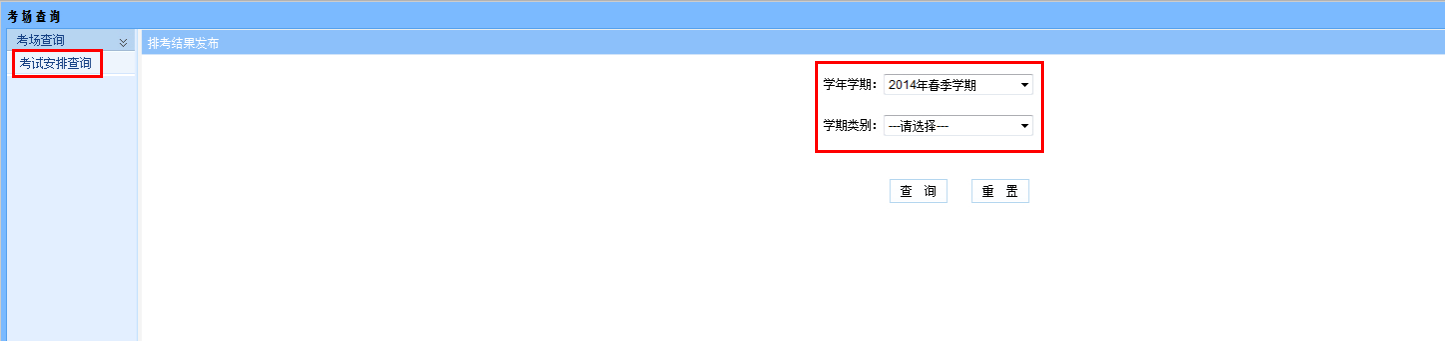 考场查询
考场查询
考试安排查询
排考结果发布
学年学期： 2014年春季学期
学期类别： ---请选择---
查 询 重 置